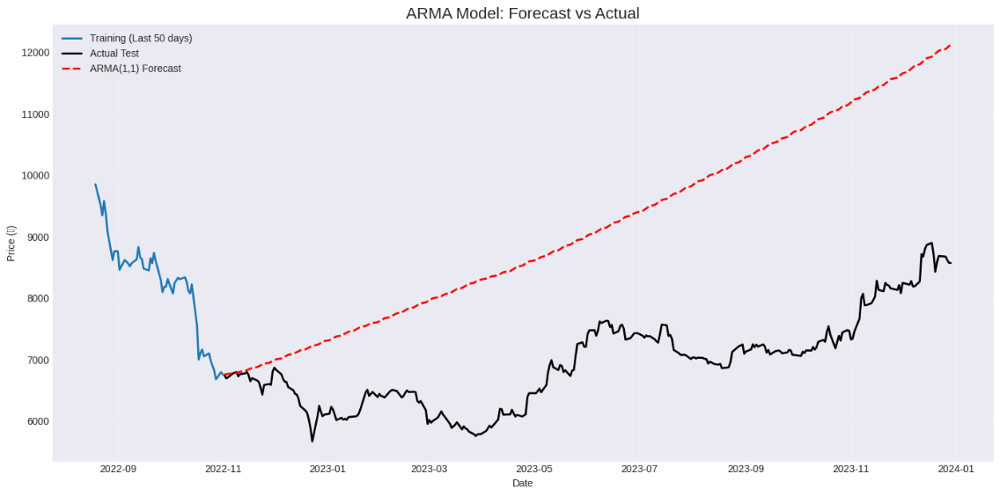 ARMA Model: Forecast vs Actual
Training (Last 50 days)
Actual Test
ARMA(1,1) Forecast
12000
11000
10000
9000
8000
7000
6000
Price (▯)
2022-09
2022-11
2023-01
2023-03
2023-05
2023-07
2023-09
2023-11
2024-01
Date